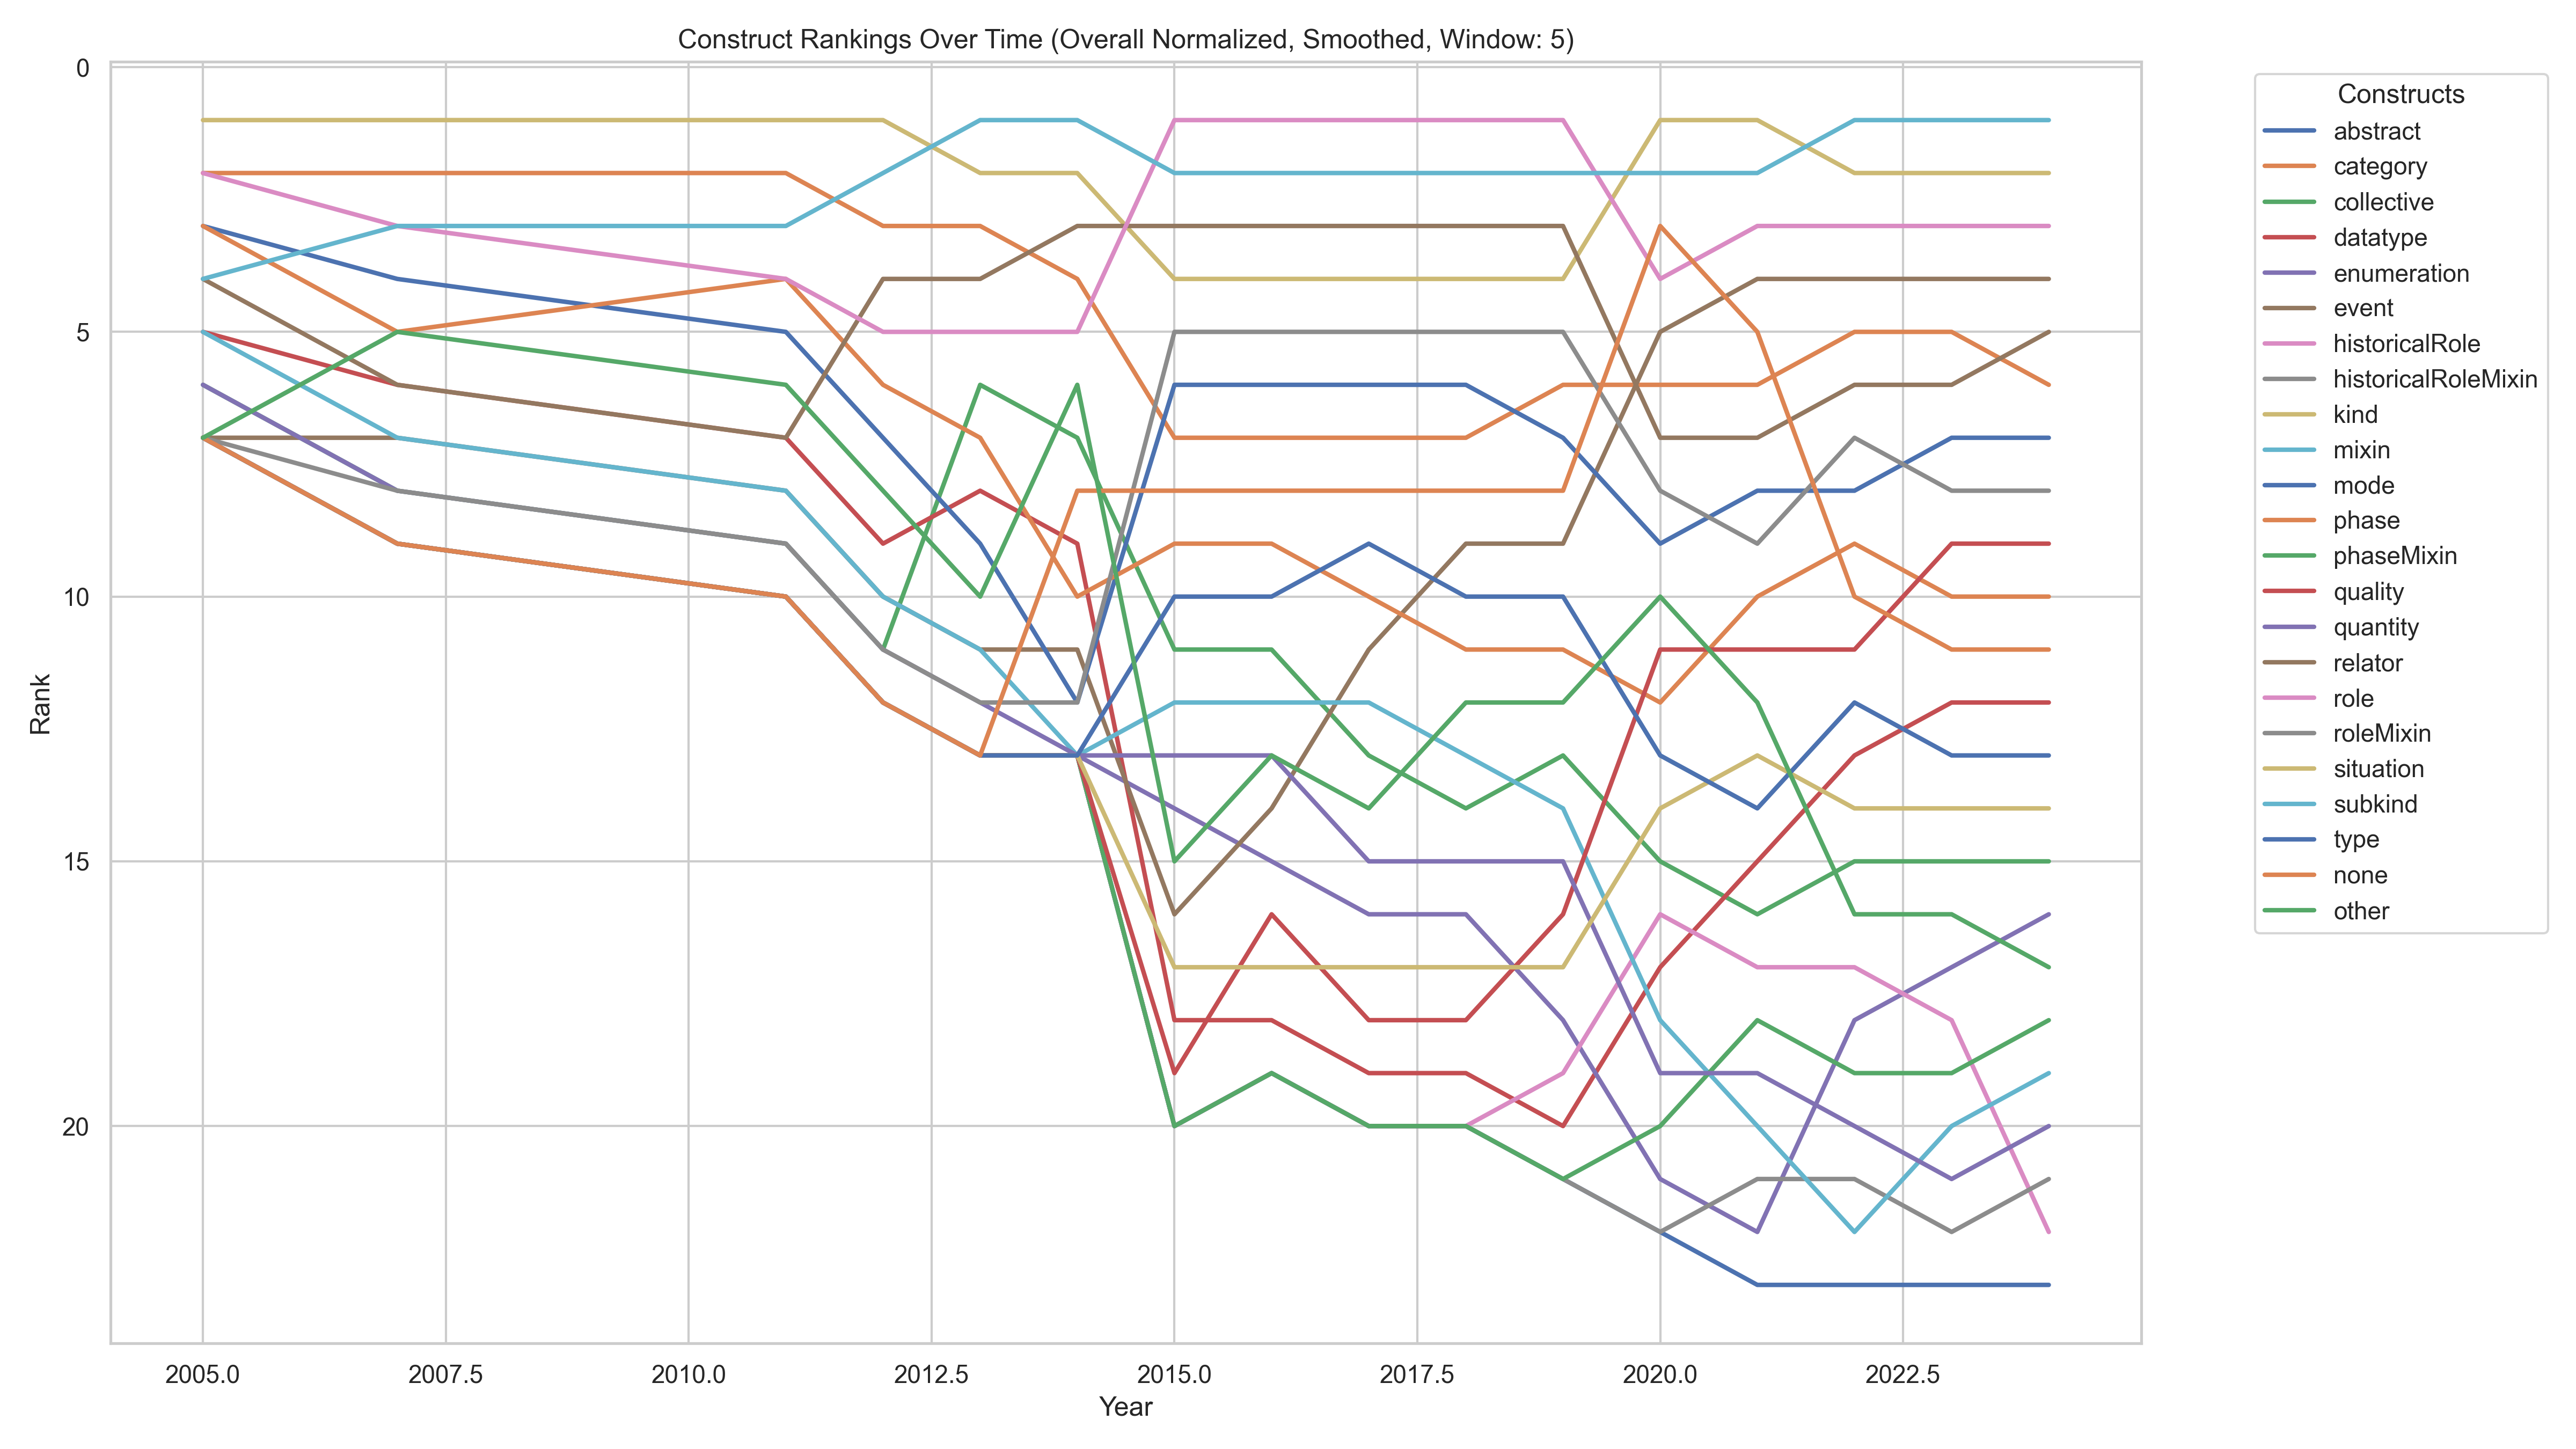 Construct Rankings Over Time (Overall Normalized, Smoothed, Window: 5)
0
5
10
15
20
Rank
2005.0
2007.5
2010.0
2012.5
2015.0
2017.5
2020.0
2022.5
Year
Constructs
abstract
category
collective
datatype
enumeration
event
historicalRole
historicalRoleMixin
kind
mixin
mode
phase
phaseMixin
quality
quantity
relator
role
roleMixin
situation
subkind
type
none
other